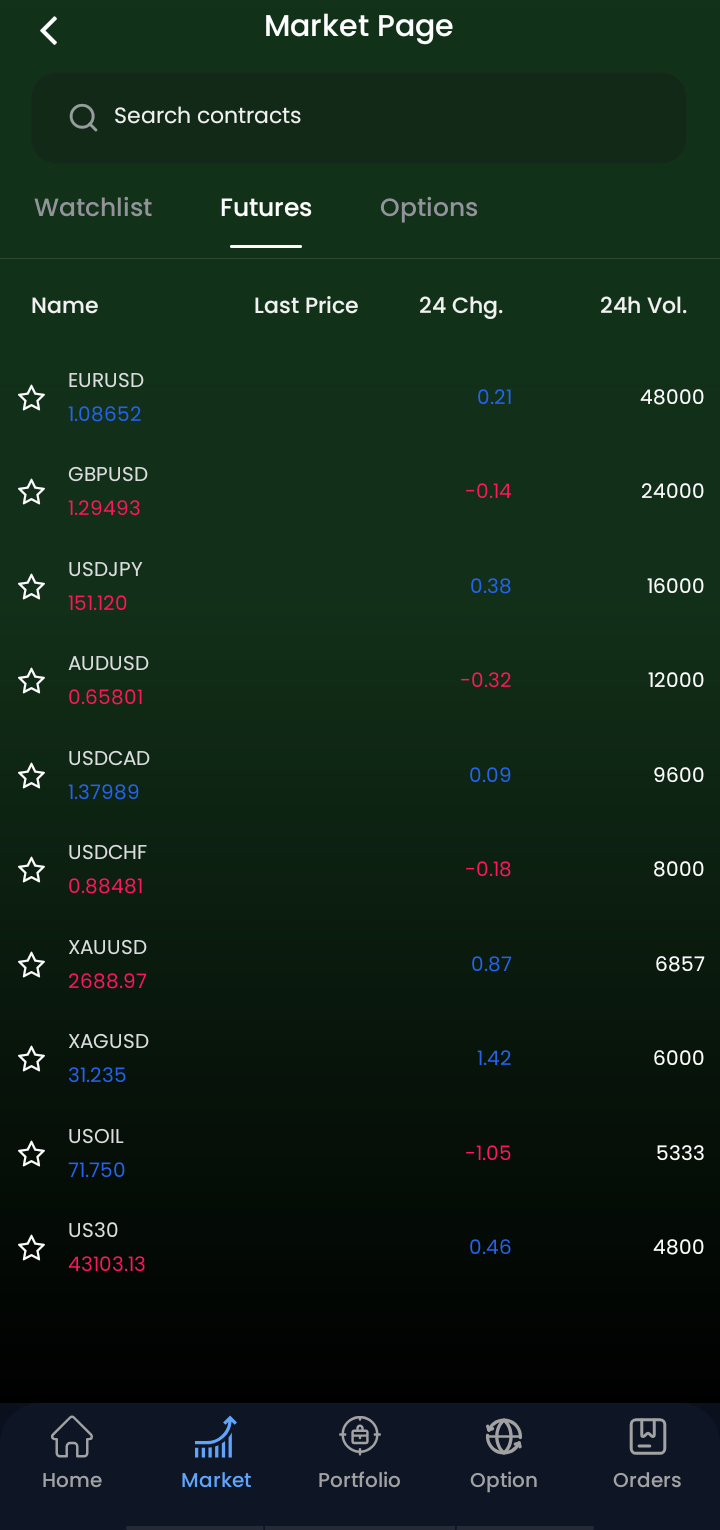 Market Page
Search contracts
Watchlist Futures Options
Name Last Price 24 Chg. 24h Vol.
EURUSD
1.08652 0.21 48000
GBPUSD
1.29493 -0.14 24000
USDJPY
151.120 0.38 16000
AUDUSD
0.65801 -0.32 12000
USDCAD
1.37989 0.09 9600
USDCHF
0.88481 -0.18 8000
XAUUSD
2688.97 0.87 6857
XAGUSD
31.235 1.42 6000
USOIL
71.750 -1.05 5333
US30
43103.13 0.46 4800
Home Market Portfolio Option Orders